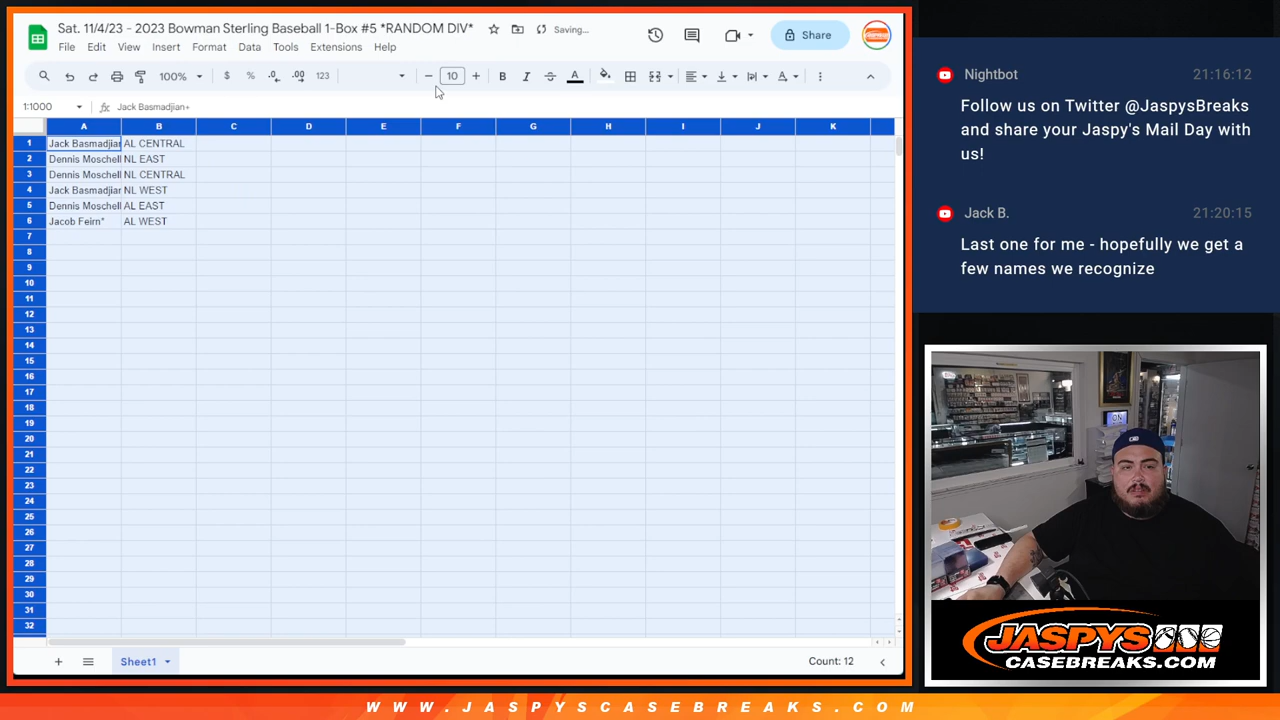 Sat. 11/4/23 - 2023 Bowman Sterling Baseball 1-Box #5 *RANDOM DIV*
Saving...
File Edit View Insert Format Data Tools Extensions Help
Share
100% $ % .0 .00 123 10 B I A
1:1000 fx Jack Basmadjian+
A B C D E F G H I J K
1 Jack Basmadjian AL CENTRAL
2 Dennis Moschell NL EAST
3 Dennis Moschell NL CENTRAL
4 Jack Basmadjian NL WEST
5 Dennis Moschell AL EAST
6 Jacob Feirn* AL WEST
7
8
9
10
11
12
13
14
15
16
17
18
19
20
21
22
23
24
25
26
27
28
29
30
31
32
Sheet1
Count: 12
Nightbot 21:16:12
Follow us on Twitter @JaspysBreaks
and share your Jaspy's Mail Day with
us!
Jack B. 21:20:15
Last one for me - hopefully we get a
few names we recognize
ON
JASPYS
CASEBREAKS.COM
WWW.JASPYSCASEBREAKS.COM